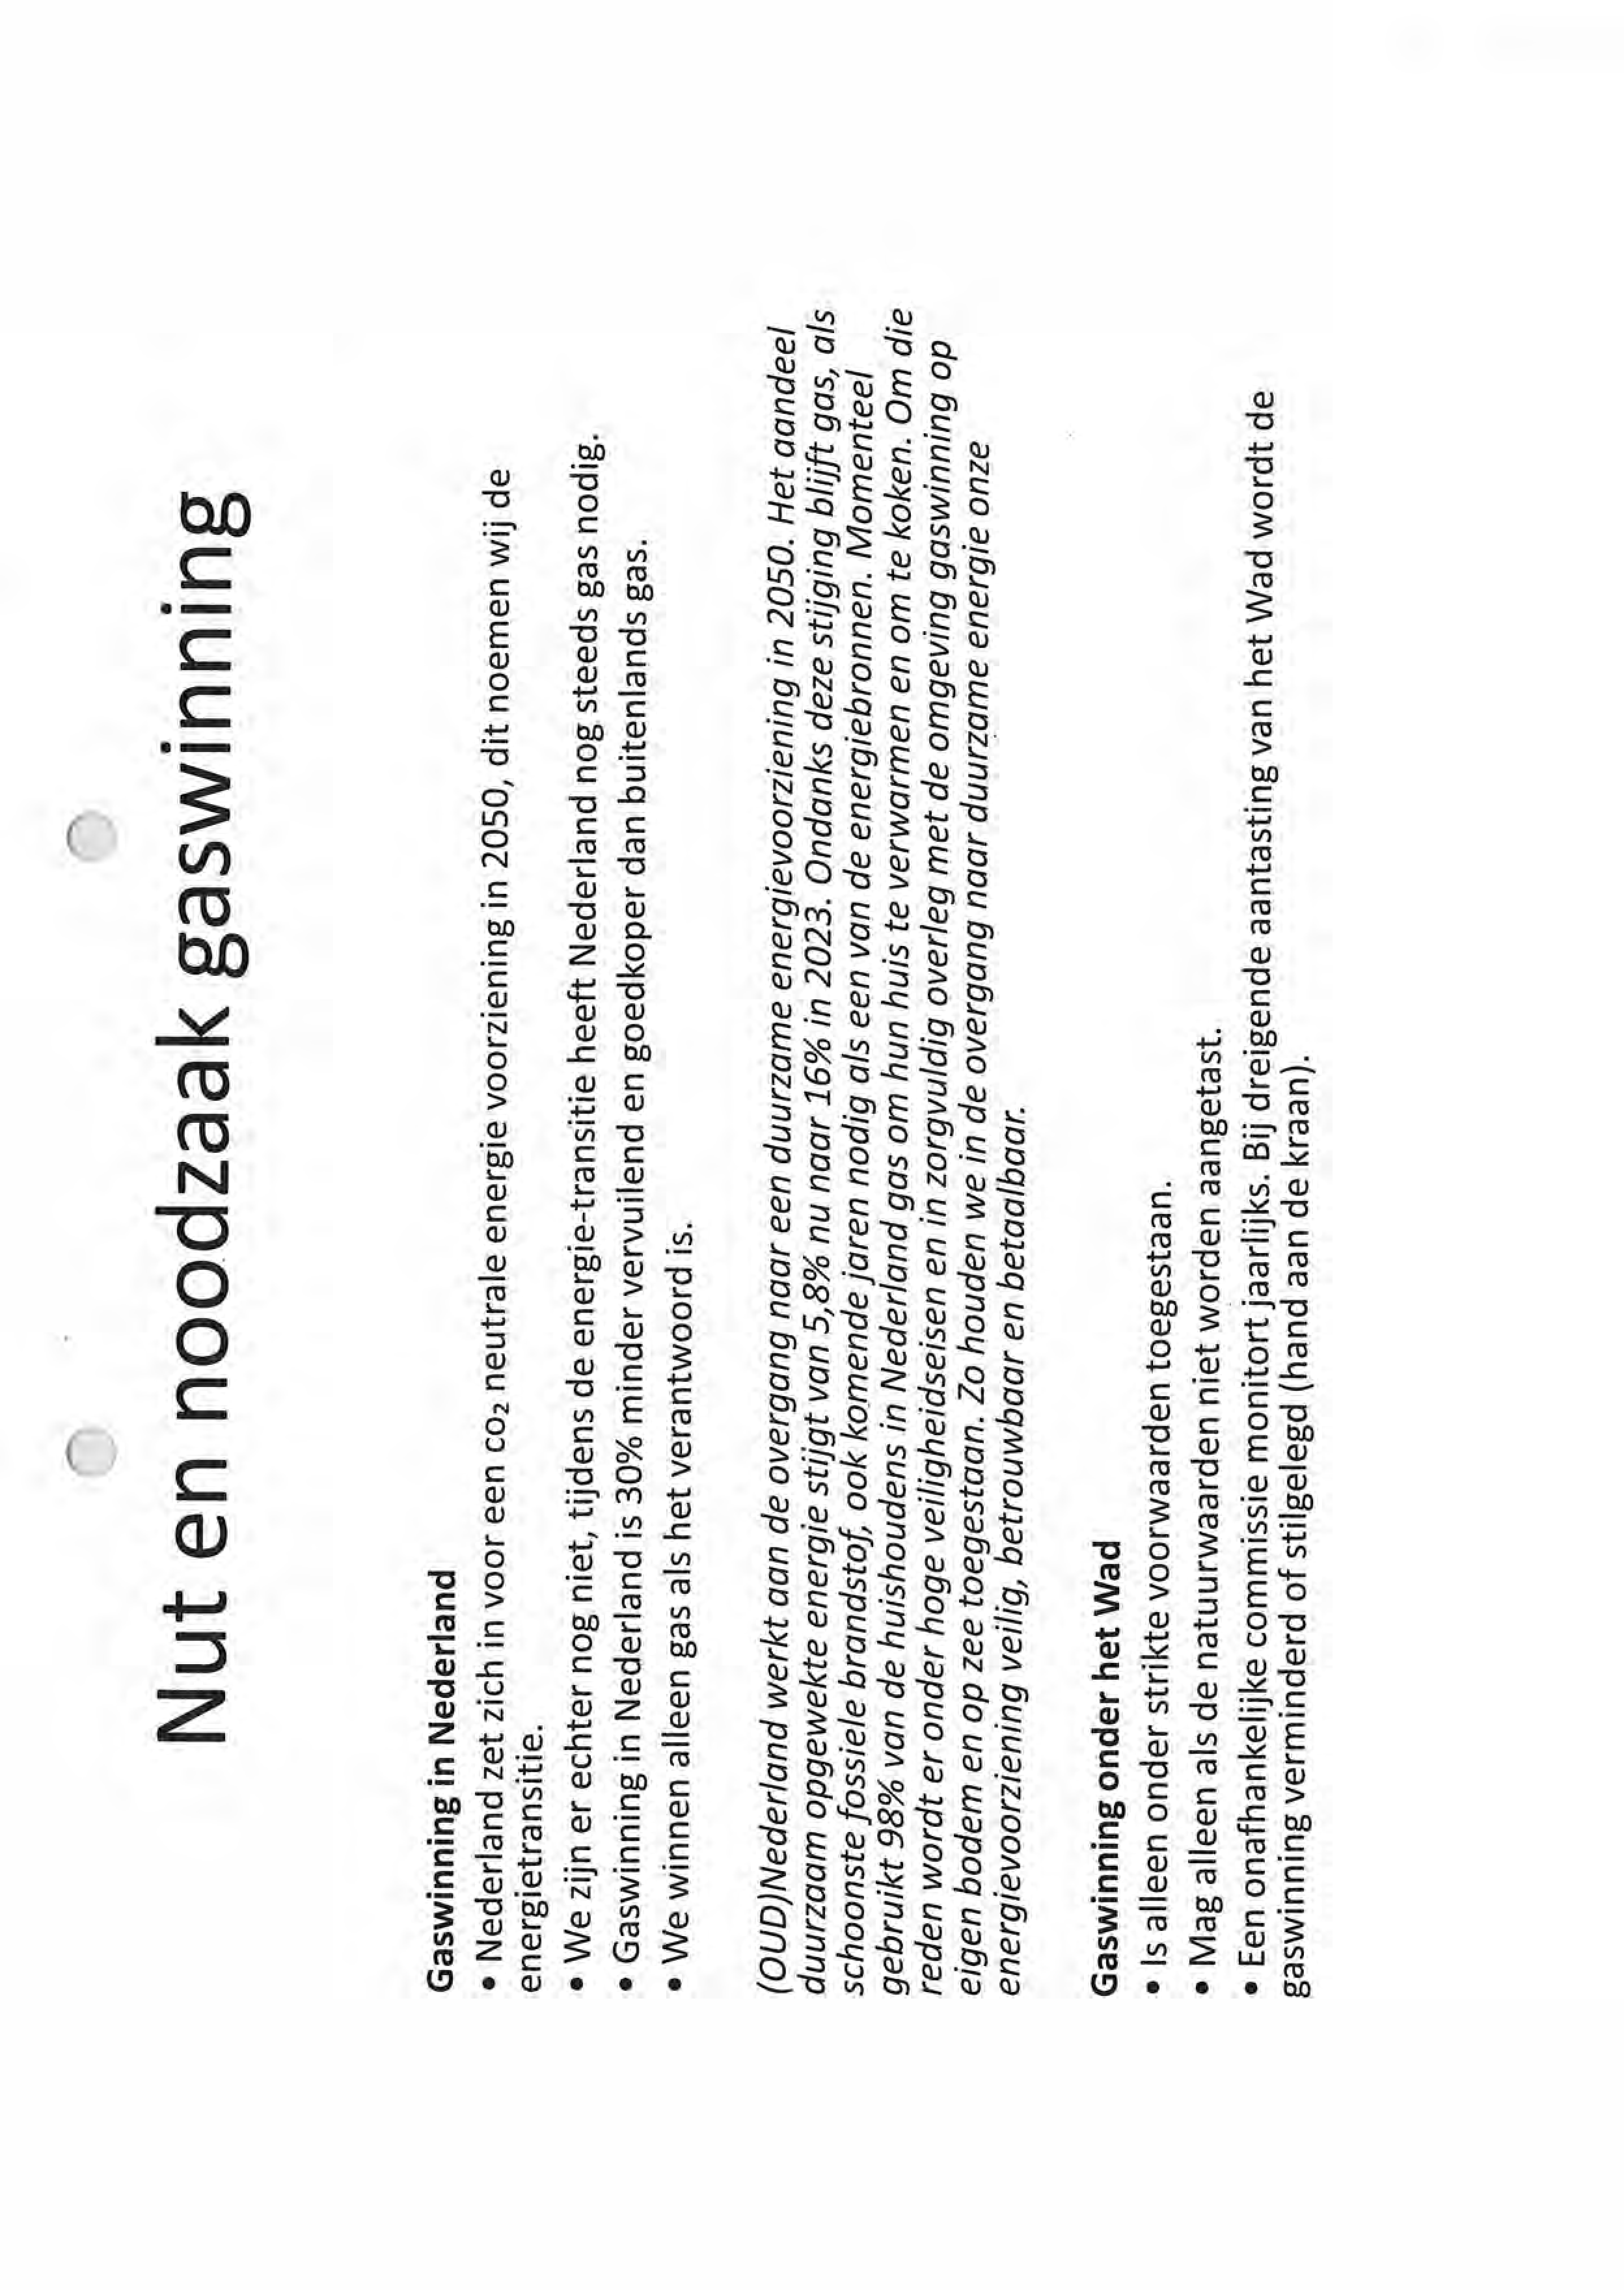 Nut en noodzaak gaswinning
Gaswinning in Nederland
• Nederland zet zich in voor een co₂ neutrale energie voorziening in 2050, dit noemen wij de
energietransitie.
• We zijn er echter nog niet, tijdens de energie-transitie heeft Nederland nog steeds gas nodig.
• Gaswinning in Nederland is 30% minder vervuilend en goedkoper dan buitenlands gas.
• We winnen alleen gas als het verantwoord is.
(OUD)Nederland werkt aan de overgang naar een duurzame energievoorziening in 2050. Het aandeel
duurzaam opgewekte energie stijgt van 5,8% nu naar 16% in 2023. Ondanks deze stijging blijft gas, als
schoonste fossiele brandstof, ook komende jaren nodig als een van de energiebronnen. Momenteel
gebruikt 98% van de huishoudens in Nederland gas om hun huis te verwarmen en om te koken. Om die
reden wordt er onder hoge veiligheidseisen en in zorgvuldig overleg met de omgeving gaswinning op
eigen bodem en op zee toegestaan. Zo houden we in de overgang naar duurzame energie onze
energievoorziening veilig, betrouwbaar en betaalbaar.
Gaswinning onder het Wad
• Is alleen onder strikte voorwaarden toegestaan.
• Mag alleen als de natuurwaarden niet worden aangetast.
• Een onafhankelijke commissie monitort jaarlijks. Bij dreigende aantasting van het Wad wordt de
gaswinning verminderd of stilgelegd (hand aan de kraan).